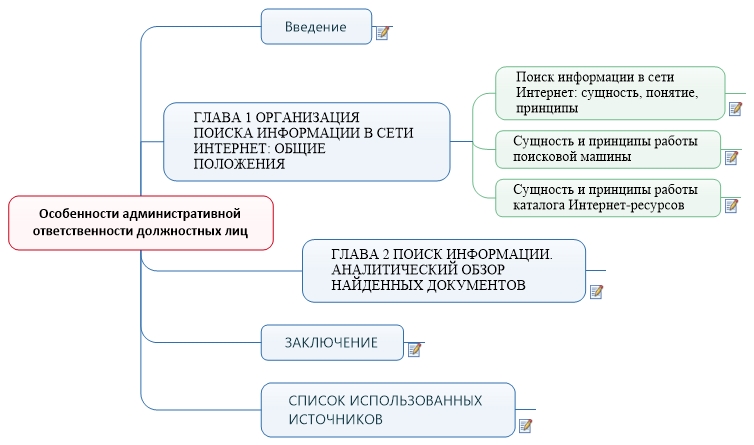 Введение
ГЛАВА 1 ОРГАНИЗАЦИЯ
ПОИСКА ИНФОРМАЦИИ В СЕТИ
ИНТЕРНЕТ: ОБЩИЕ
ПОЛОЖЕНИЯ
Поиск информации в сети
Интернет: сущность, понятие,
принципы
Сущность и принципы работы
поисковой машины
Сущность и принципы работы
каталога Интернет-ресурсов
Особенности административной
ответственности должностных лиц
ГЛАВА 2 ПОИСК ИНФОРМАЦИИ.
АНАЛИТИЧЕСКИЙ ОБЗОР
НАЙДЕННЫХ ДОКУМЕНТОВ
ЗАКЛЮЧЕНИЕ
СПИСОК ИСПОЛЬЗОВАННЫХ
ИСТОЧНИКОВ